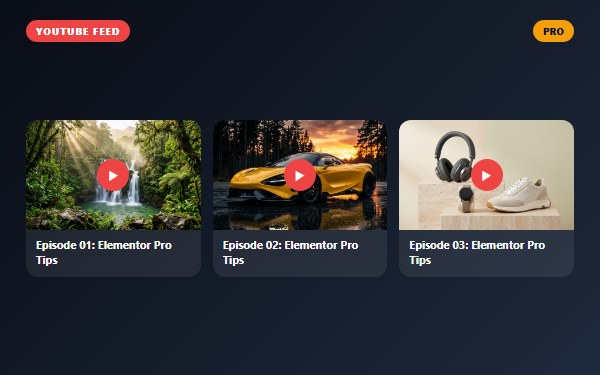 YOUTUBE FEED
PRO
Episode 01: Elementor Pro
Tips
Episode 02: Elementor Pro
Tips
Episode 03: Elementor Pro
Tips